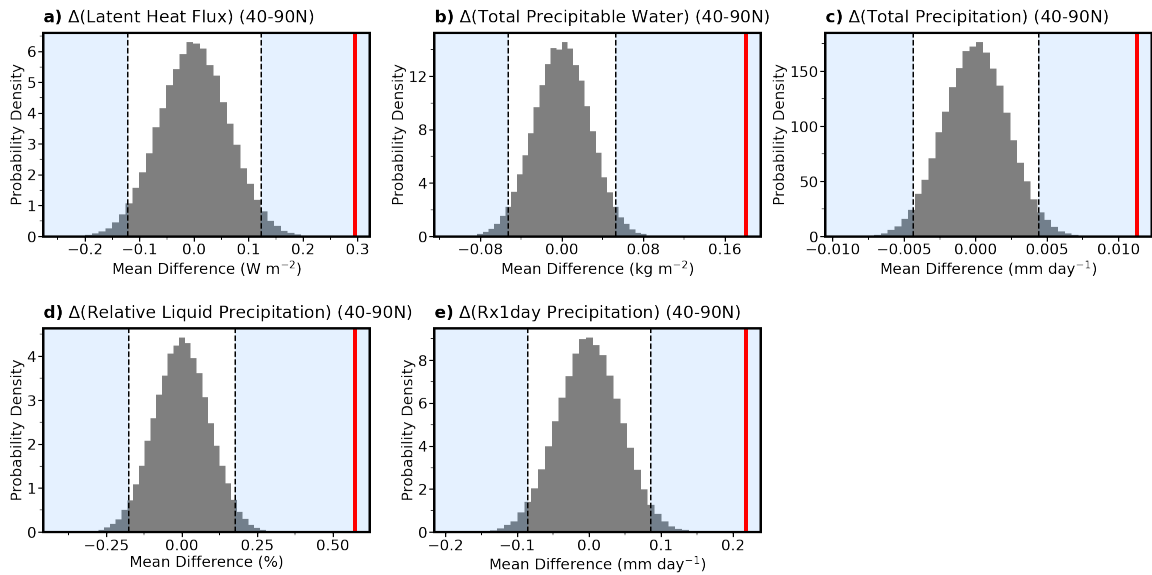 a) Δ(Latent Heat Flux) (40-90N)
Probability Density
6
5
4
3
2
1
0
−0.2 −0.1 0.0 0.1 0.2 0.3
Mean Difference (W m⁻²)
b) Δ(Total Precipitable Water) (40-90N)
Probability Density
12
8
4
0
−0.08 0.00 0.08 0.16
Mean Difference (kg m⁻²)
c) Δ(Total Precipitation) (40-90N)
Probability Density
150
100
50
0
−0.010 −0.005 0.000 0.005 0.010
Mean Difference (mm day⁻¹)
d) Δ(Relative Liquid Precipitation) (40-90N)
Probability Density
4
3
2
1
0
−0.25 0.00 0.25 0.50
Mean Difference (%)
e) Δ(Rx1day Precipitation) (40-90N)
Probability Density
8
6
4
2
0
−0.2 −0.1 0.0 0.1 0.2
Mean Difference (mm day⁻¹)